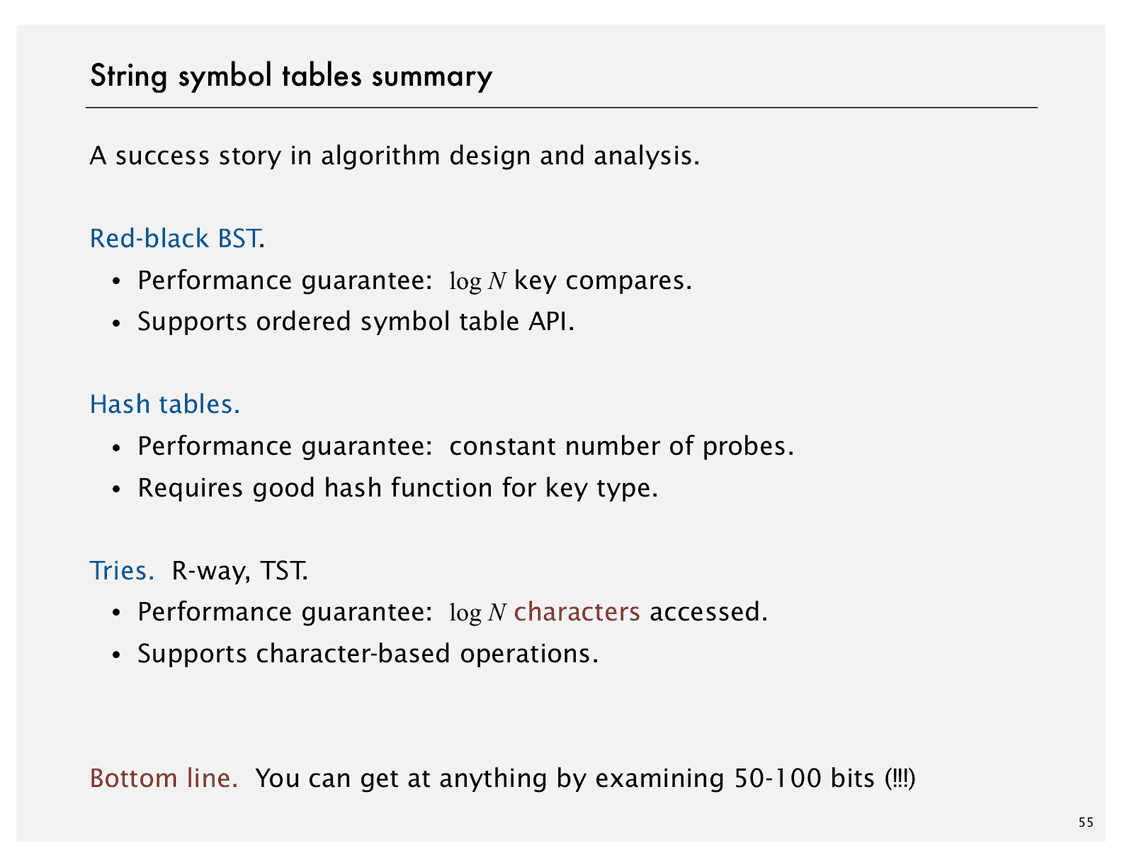 String symbol tables summary
A success story in algorithm design and analysis.
Red-black BST.
• Performance guarantee: log N key compares.
• Supports ordered symbol table API.
Hash tables.
• Performance guarantee: constant number of probes.
• Requires good hash function for key type.
Tries. R-way, TST.
• Performance guarantee: log N characters accessed.
• Supports character-based operations.
Bottom line. You can get at anything by examining 50-100 bits (!!!)
55